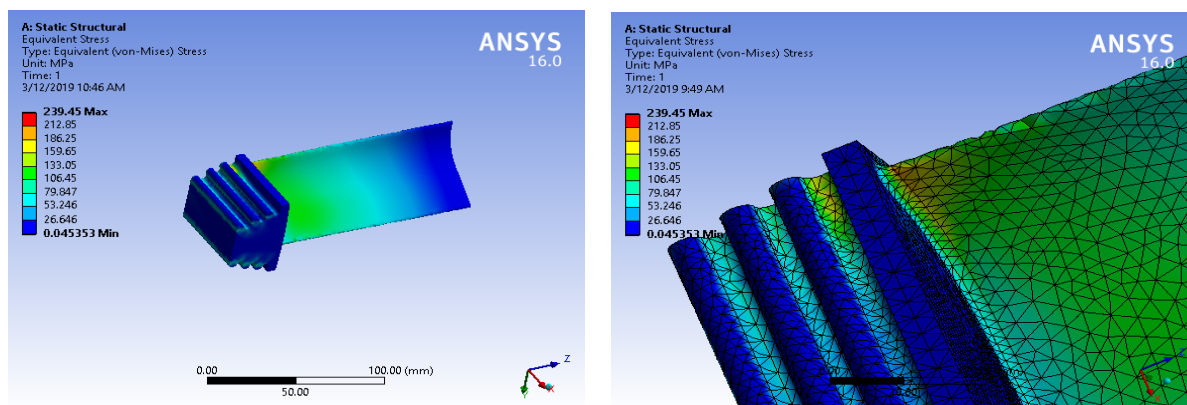 A: Static Structural
Equivalent Stress
Type: Equivalent (von-Mises) Stress
Unit: MPa
Time: 1
3/12/2019 10:46 AM
ANSYS
16.0
239.45 Max
212.85
186.25
159.65
133.05
106.45
79.847
53.246
26.646
0.045353 Min
0.00
100.00 (mm)
50.00
Z
X
Y
A: Static Structural
Equivalent Stress
Type: Equivalent (von-Mises) Stress
Unit: MPa
Time: 1
3/12/2019 9:49 AM
ANSYS
16.0
239.45 Max
212.85
186.25
159.65
133.05
106.45
79.847
53.246
26.646
0.045353 Min
Z